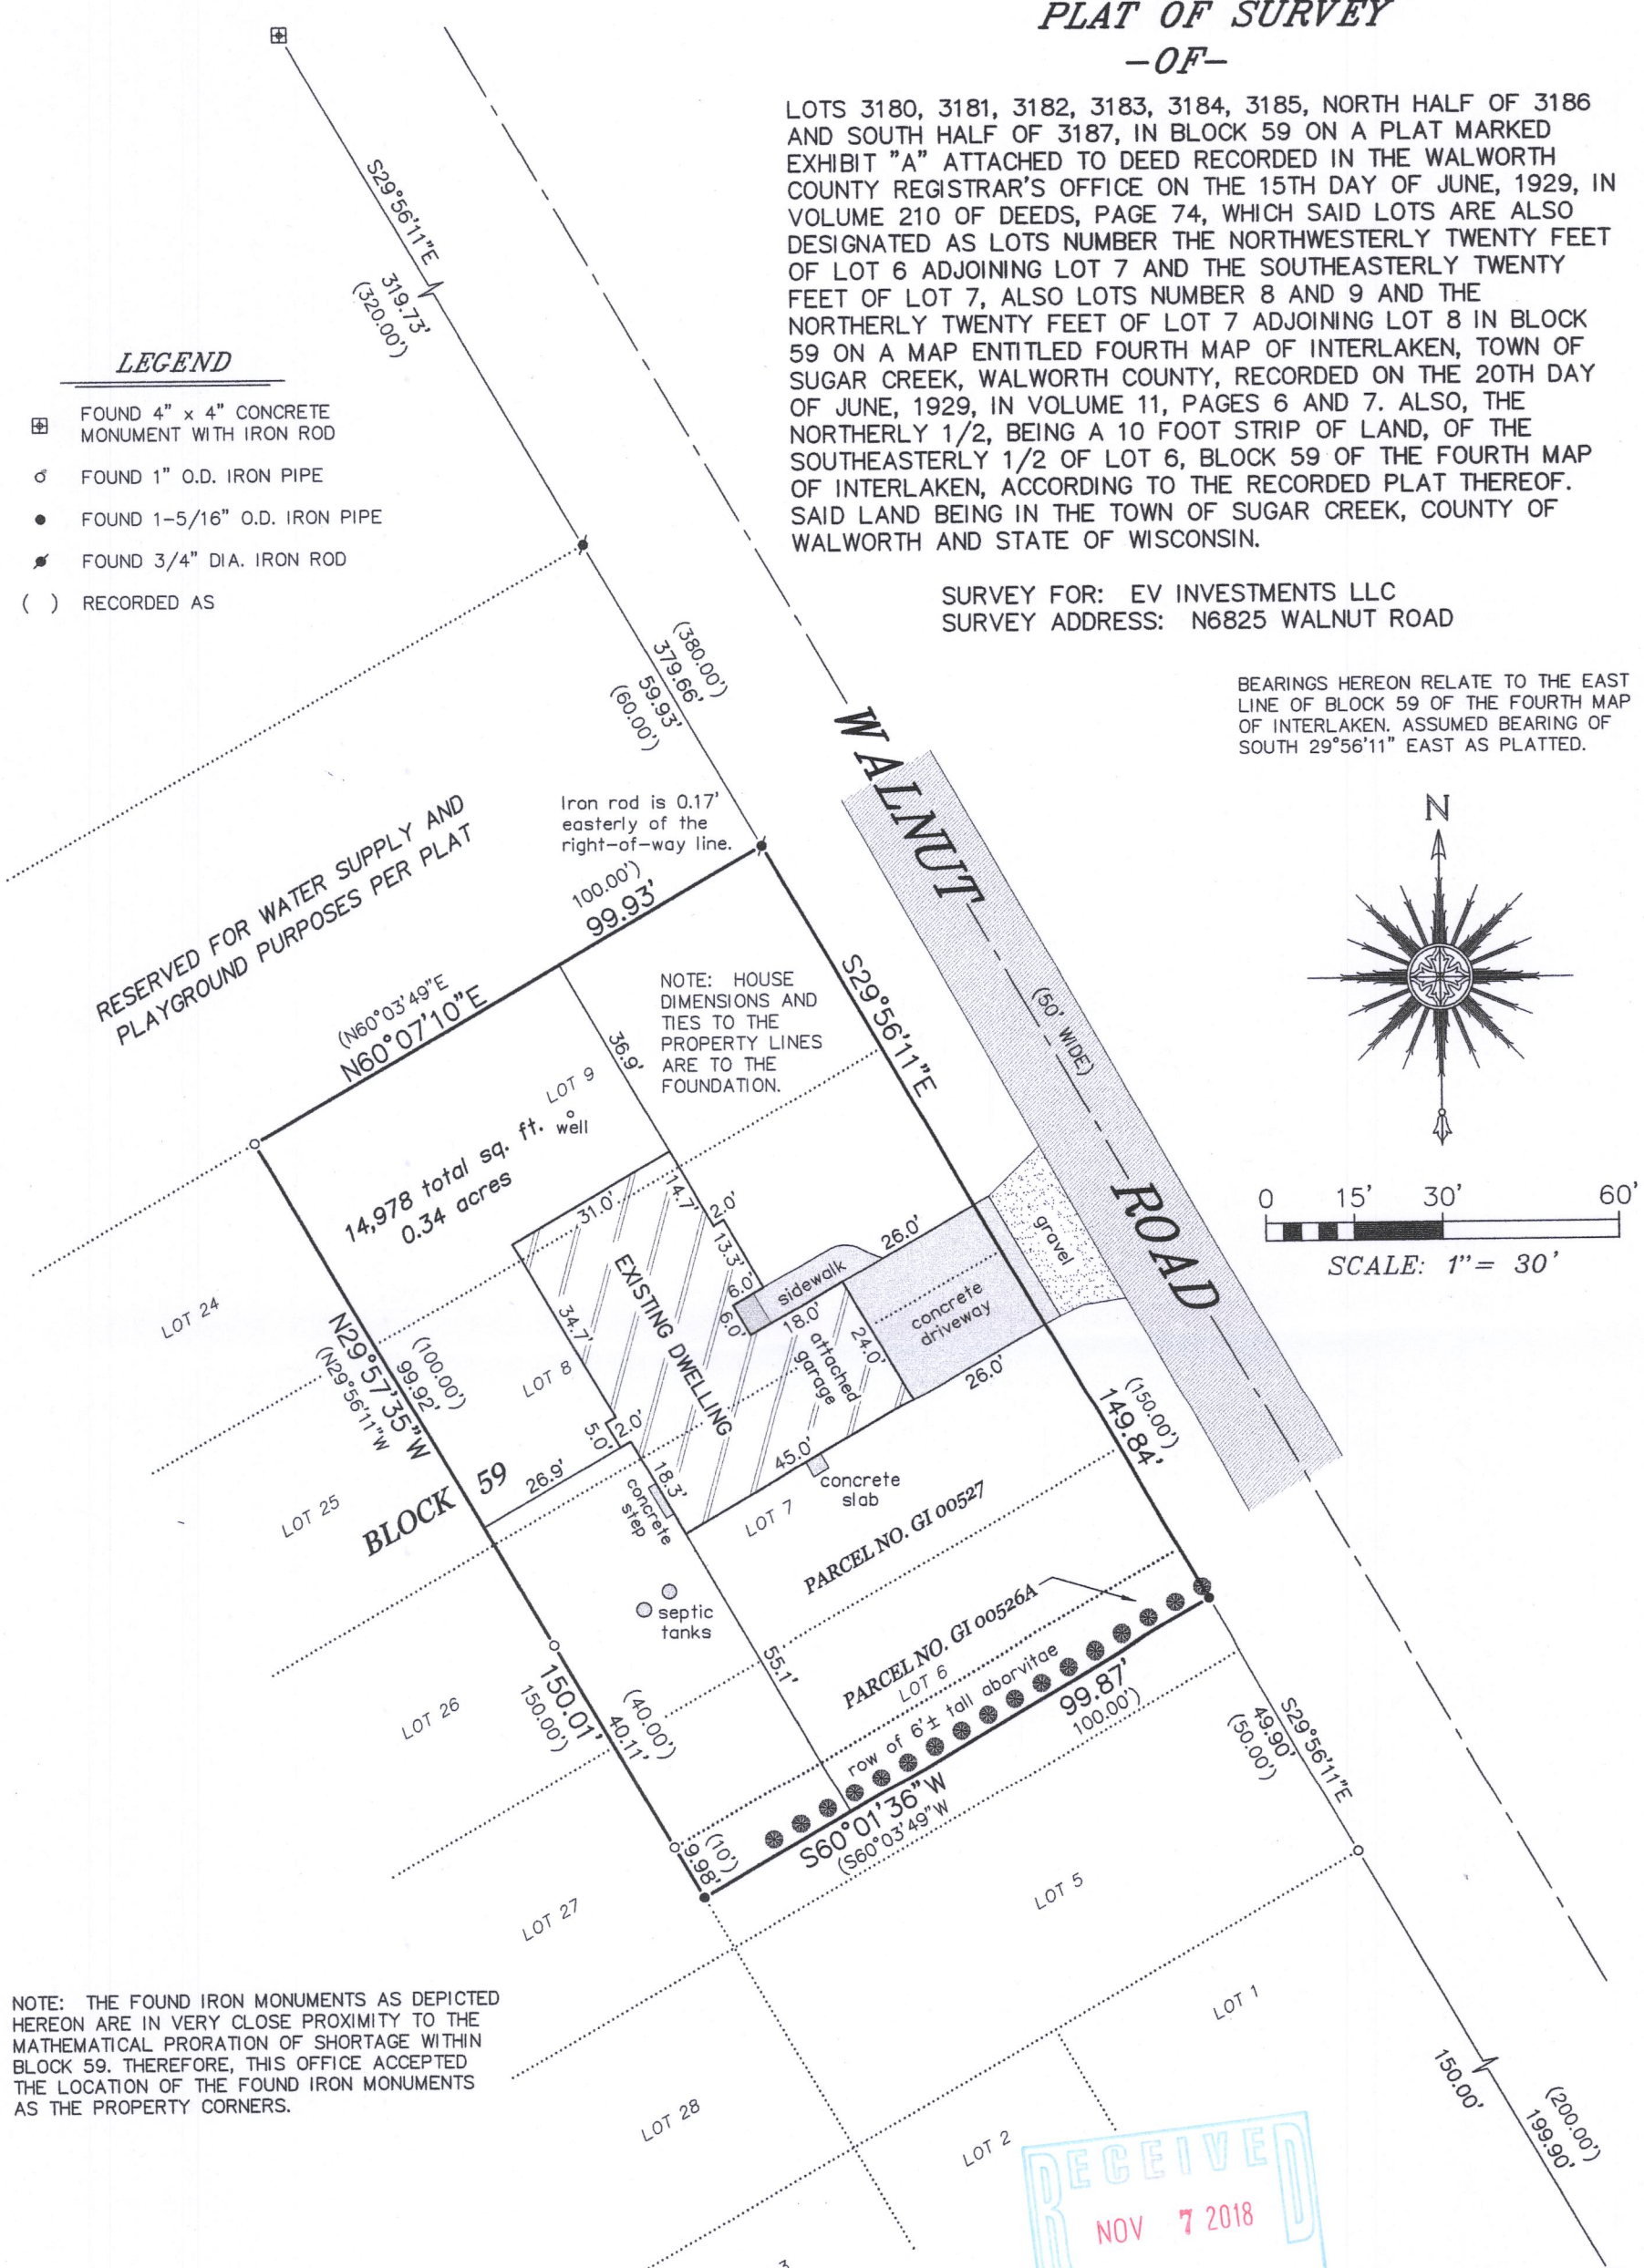 PLAT OF SURVEY
-OF-
LOTS 3180, 3181, 3182, 3183, 3184, 3185, NORTH HALF OF 3186
AND SOUTH HALF OF 3187, IN BLOCK 59 ON A PLAT MARKED
EXHIBIT "A" ATTACHED TO DEED RECORDED IN THE WALWORTH
COUNTY REGISTRAR'S OFFICE ON THE 15TH DAY OF JUNE, 1929, IN
VOLUME 210 OF DEEDS, PAGE 74, WHICH SAID LOTS ARE ALSO
DESIGNATED AS LOTS NUMBER THE NORTHWESTERLY TWENTY FEET
OF LOT 6 ADJOINING LOT 7 AND THE SOUTHEASTERLY TWENTY
FEET OF LOT 7, ALSO LOTS NUMBER 8 AND 9 AND THE
NORTHERLY TWENTY FEET OF LOT 7 ADJOINING LOT 8 IN BLOCK
59 ON A MAP ENTITLED FOURTH MAP OF INTERLAKEN, TOWN OF
SUGAR CREEK, WALWORTH COUNTY, RECORDED ON THE 20TH DAY
OF JUNE, 1929, IN VOLUME 11, PAGES 6 AND 7. ALSO, THE
NORTHERLY 1/2, BEING A 10 FOOT STRIP OF LAND, OF THE
SOUTHEASTERLY 1/2 OF LOT 6, BLOCK 59 OF THE FOURTH MAP
OF INTERLAKEN, ACCORDING TO THE RECORDED PLAT THEREOF.
SAID LAND BEING IN THE TOWN OF SUGAR CREEK, COUNTY OF
WALWORTH AND STATE OF WISCONSIN.
SURVEY FOR: EV INVESTMENTS LLC
SURVEY ADDRESS: N6825 WALNUT ROAD
BEARINGS HEREON RELATE TO THE EAST
LINE OF BLOCK 59 OF THE FOURTH MAP
OF INTERLAKEN. ASSUMED BEARING OF
SOUTH 29°56'11" EAST AS PLATTED.
N
0 15' 30' 60'
SCALE: 1"= 30'
LEGEND
FOUND 4" x 4" CONCRETE
MONUMENT WITH IRON ROD
FOUND 1" O.D. IRON PIPE
FOUND 1-5/16" O.D. IRON PIPE
FOUND 3/4" DIA. IRON ROD
( ) RECORDED AS
S29°56'11"E
319.73'
(320.00')
(380.00')
379.66'
59.93'
(60.00')
WALNUT
ROAD
(50' WIDE)
RESERVED FOR WATER SUPPLY AND
PLAYGROUND PURPOSES PER PLAT
Iron rod is 0.17'
easterly of the
right-of-way line.
100.00')
99.93'
(N60°03'49"E
N60°07'10"E
NOTE: HOUSE
DIMENSIONS AND
TIES TO THE
PROPERTY LINES
ARE TO THE
FOUNDATION.
S29°56'11"E
36.9'
LOT 9
well
14,978 total sq. ft.
0.34 acres
31.0'
14.7'
2.0'
13.3'
6.0'
6.0'
26.0'
sidewalk
gravel
concrete
driveway
18.0'
24.0'
attached
garage
26.0'
EXISTING DWELLING
34.7'
LOT 8
2.0'
5.0'
26.9'
18.3'
45.0'
concrete
step
concrete
slab
LOT 7
septic
tanks
55.1'
LOT 24
N29°57'35"W
(N29°56'11"W
(100.00')
99.92'
LOT 25
BLOCK 59
LOT 26
150.01'
150.00')
(40.00')
40.11'
(10')
9.98'
LOT 27
(150.00')
149.84'
PARCEL NO. GI 00527
PARCEL NO. GI 00526A
LOT 6
row of 6'± tall aborvitae
99.87'
100.00')
S60°01'36"W
(S60°03'49"W
S29°56'11"E
49.90'
(50.00')
LOT 5
LOT 1
LOT 28
LOT 2
3
150.00'
(200.00')
199.90'
NOTE: THE FOUND IRON MONUMENTS AS DEPICTED
HEREON ARE IN VERY CLOSE PROXIMITY TO THE
MATHEMATICAL PRORATION OF SHORTAGE WITHIN
BLOCK 59. THEREFORE, THIS OFFICE ACCEPTED
THE LOCATION OF THE FOUND IRON MONUMENTS
AS THE PROPERTY CORNERS.
RECEIVED
NOV 7 2018